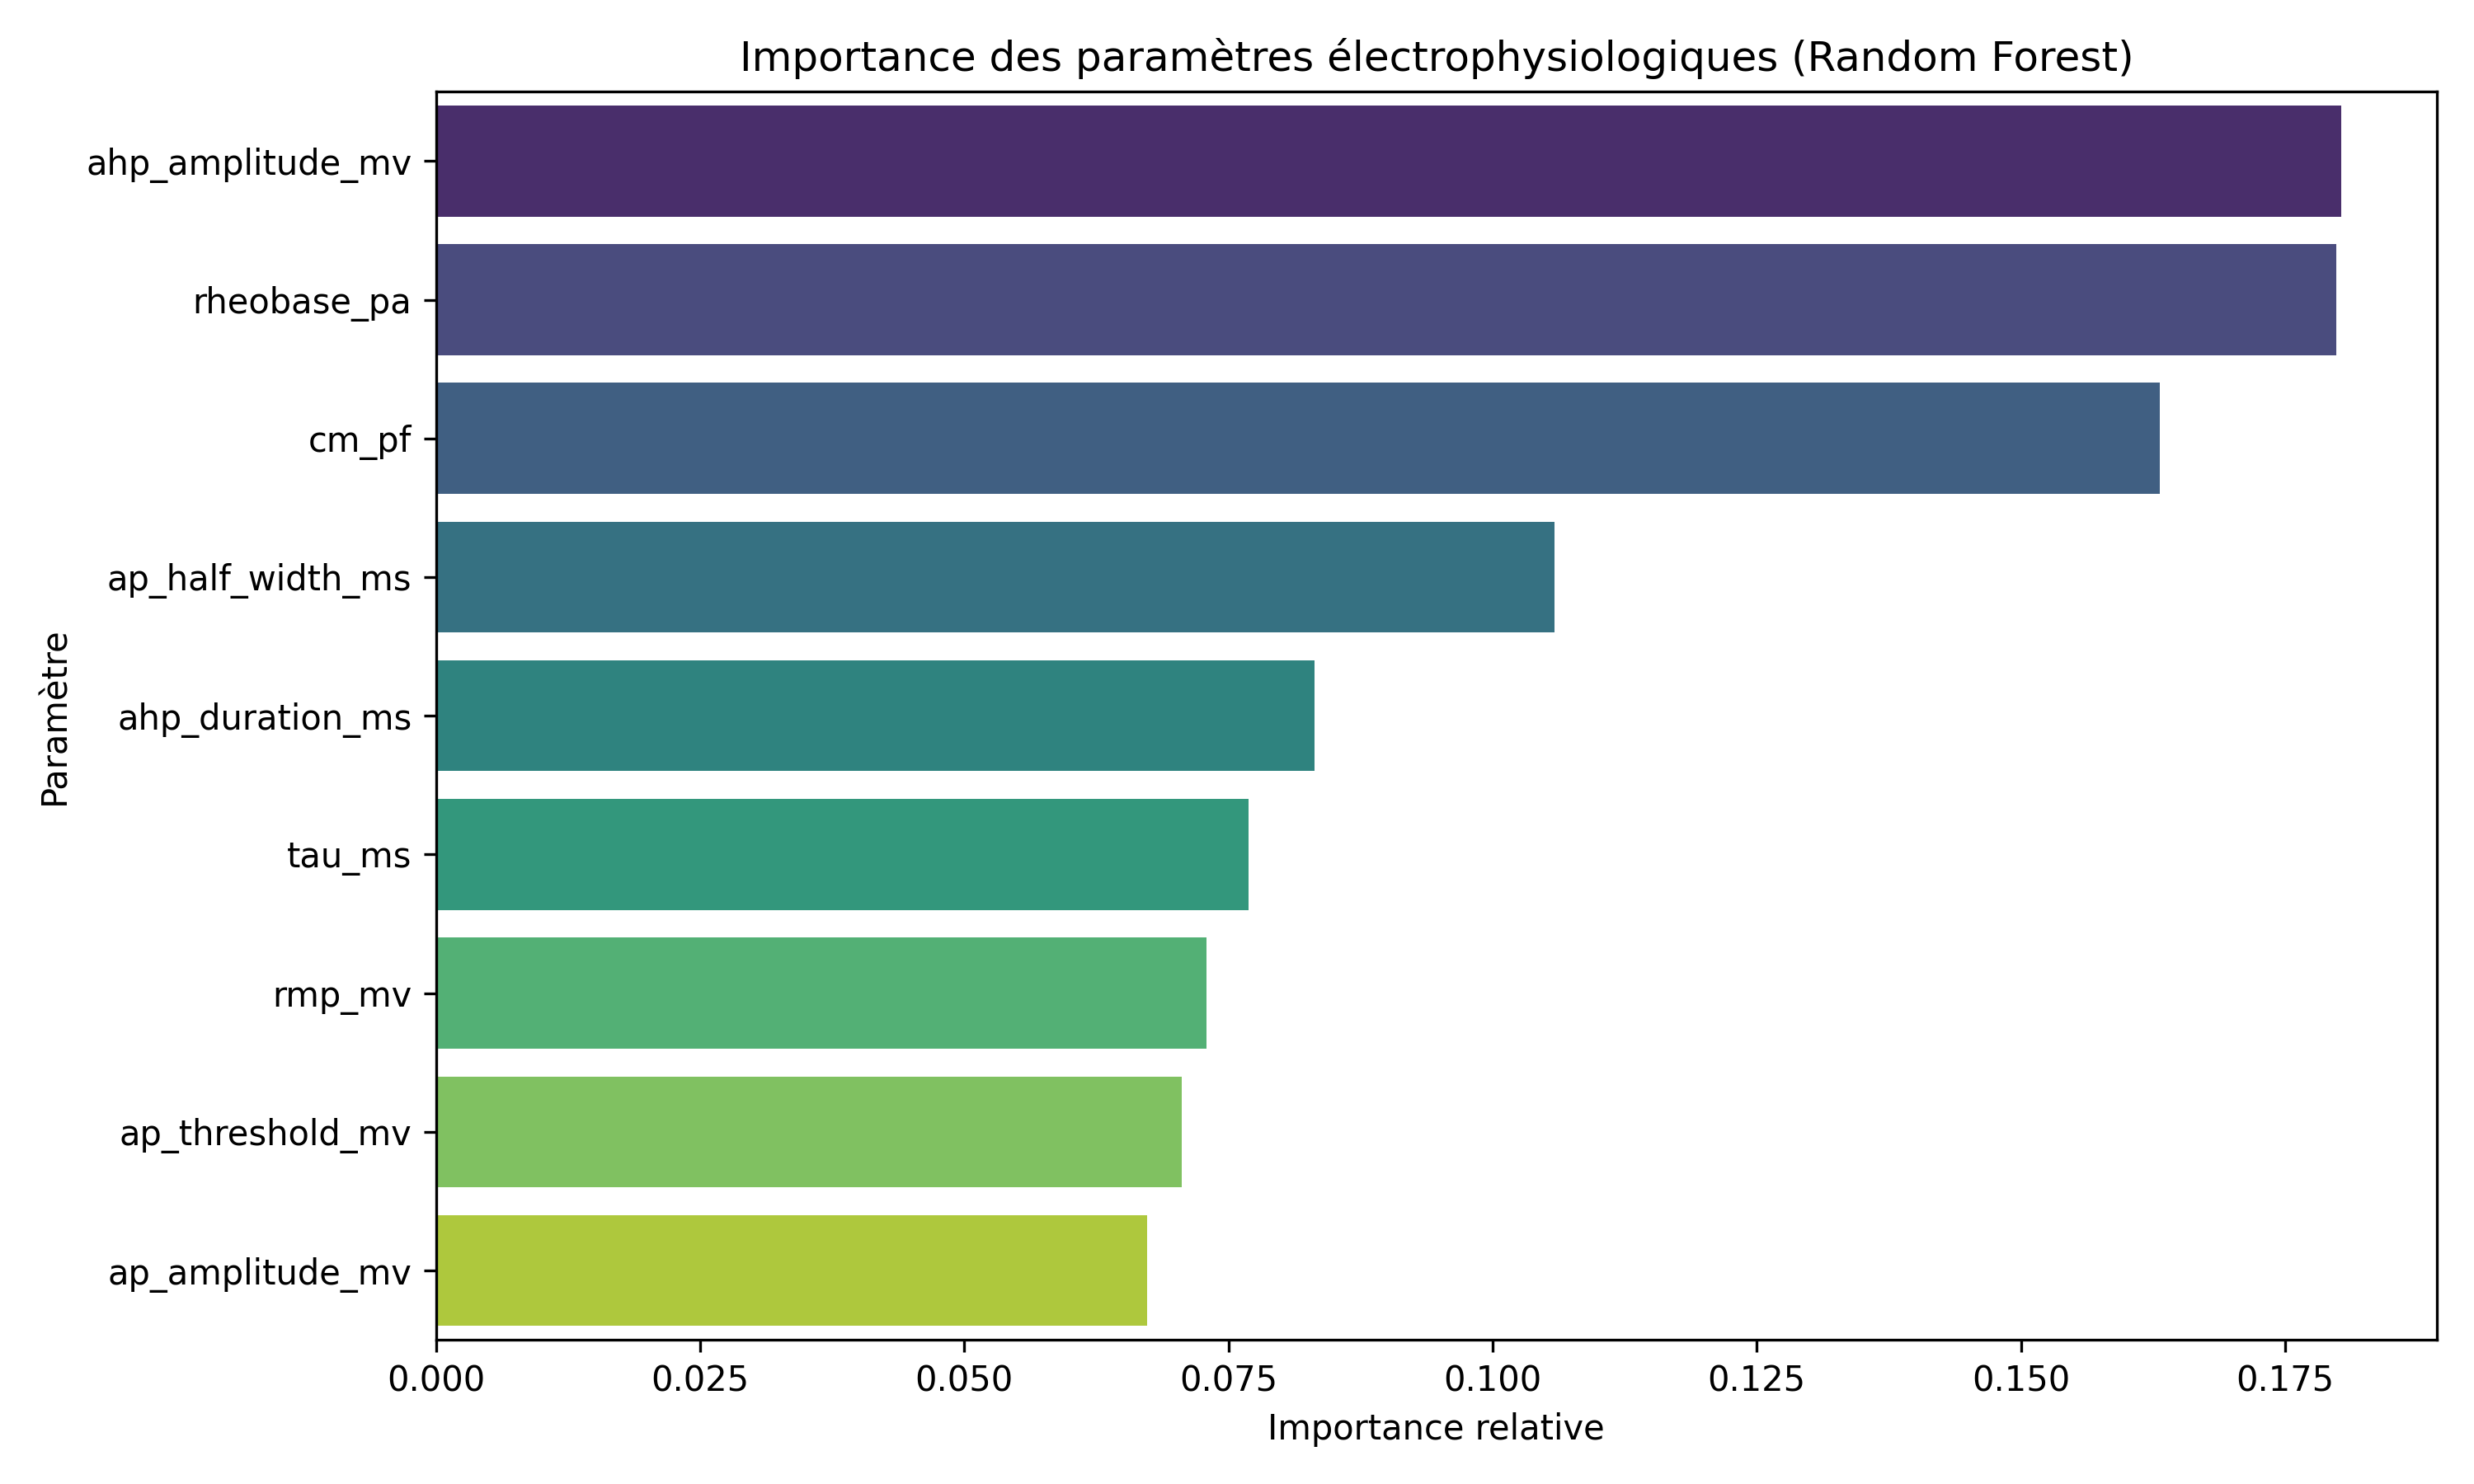 Importance des paramètres électrophysiologiques (Random Forest)
ahp_amplitude_mv
rheobase_pa
cm_pf
ap_half_width_ms
ahp_duration_ms
tau_ms
rmp_mv
ap_threshold_mv
ap_amplitude_mv
Paramètre
0.000 0.025 0.050 0.075 0.100 0.125 0.150 0.175
Importance relative